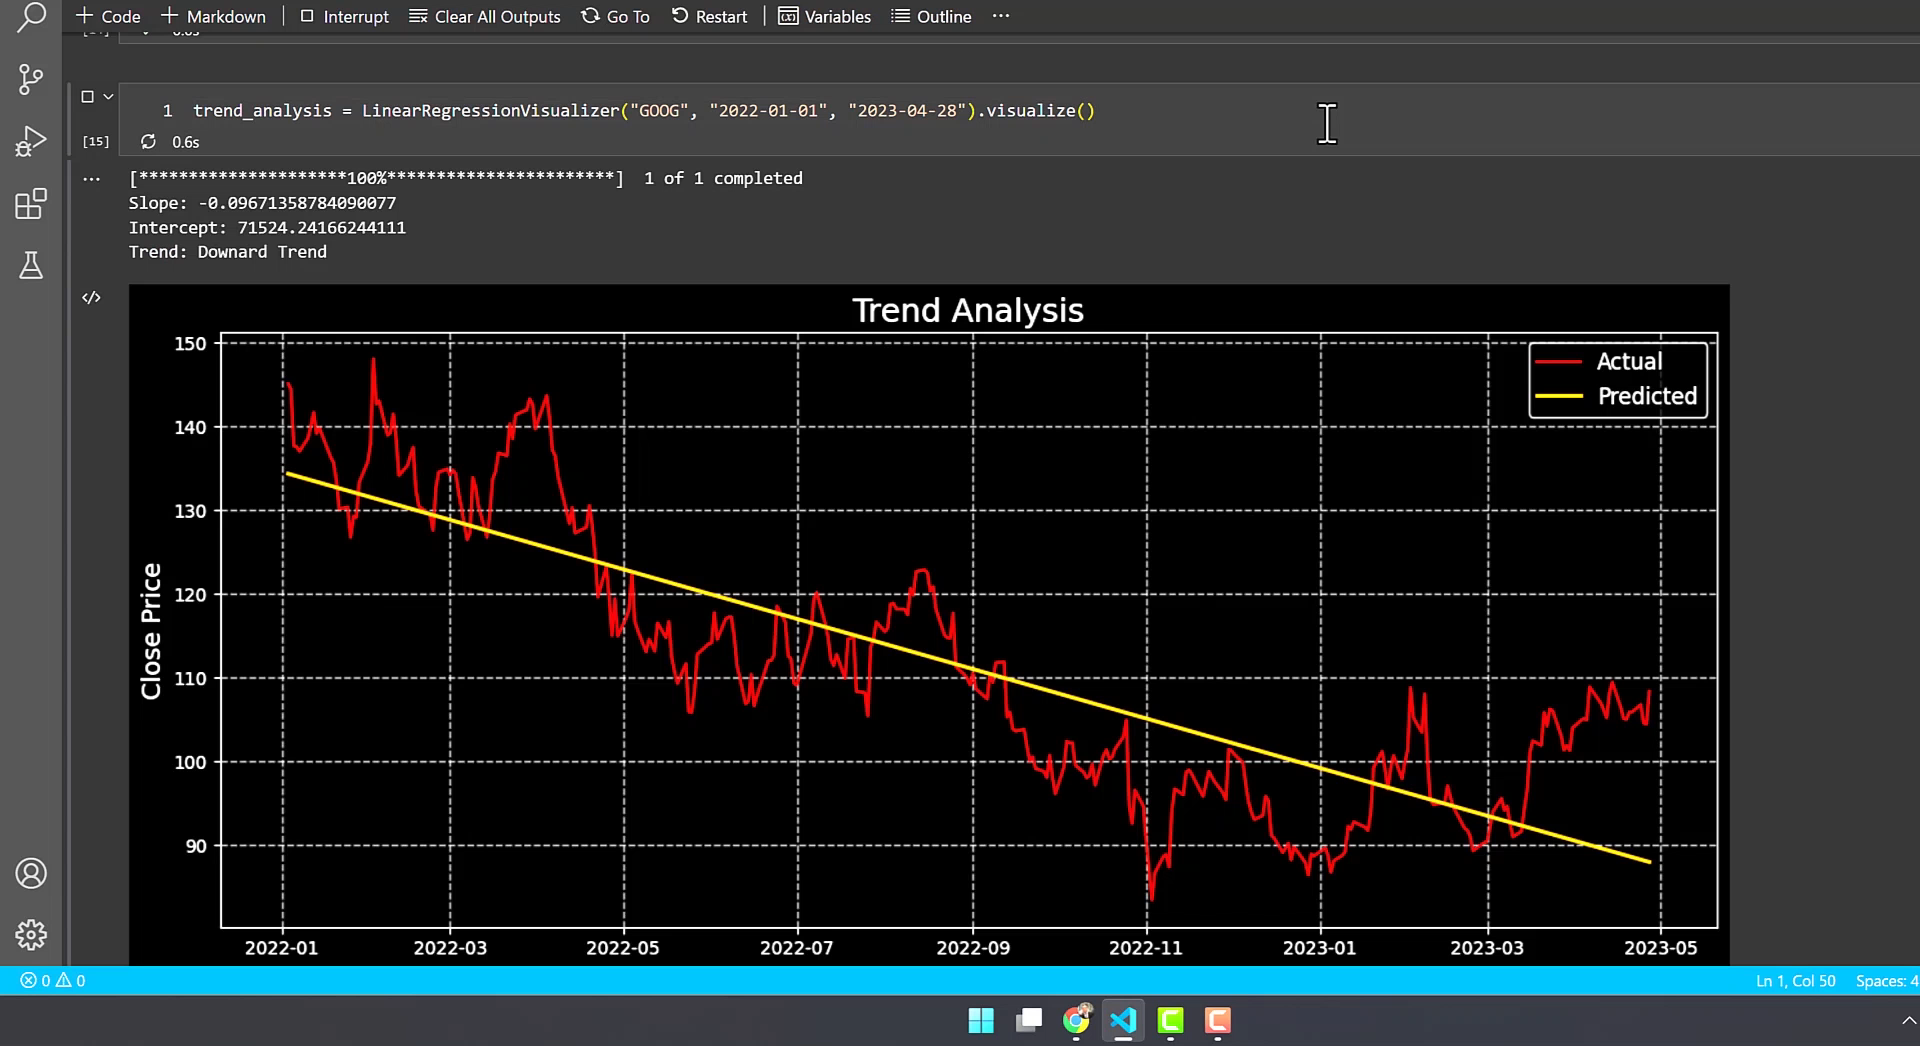 Code Markdown Interrupt Clear All Outputs Go To Restart Variables Outline ...
1 trend_analysis = LinearRegressionVisualizer("GOOG", "2022-01-01", "2023-04-28").visualize()
[15] 0.6s
[*********************100%***********************] 1 of 1 completed
Slope: -0.09671358784090077
Intercept: 71524.24166244111
Trend: Downard Trend
Trend Analysis
Actual
Predicted
Close Price
150
140
130
120
110
100
90
2022-01 2022-03 2022-05 2022-07 2022-09 2022-11 2023-01 2023-03 2023-05
0 0 Ln 1, Col 50 Spaces: 4